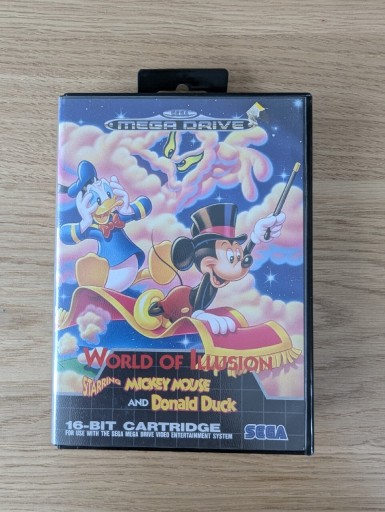 SEGA
MEGA DRIVE
WORLD OF ILLUSION
STARRING MICKEY MOUSE
AND Donald Duck
16-BIT CARTRIDGE
FOR USE WITH THE SEGA MEGA DRIVE VIDEO ENTERTAINMENT SYSTEM
SEGA